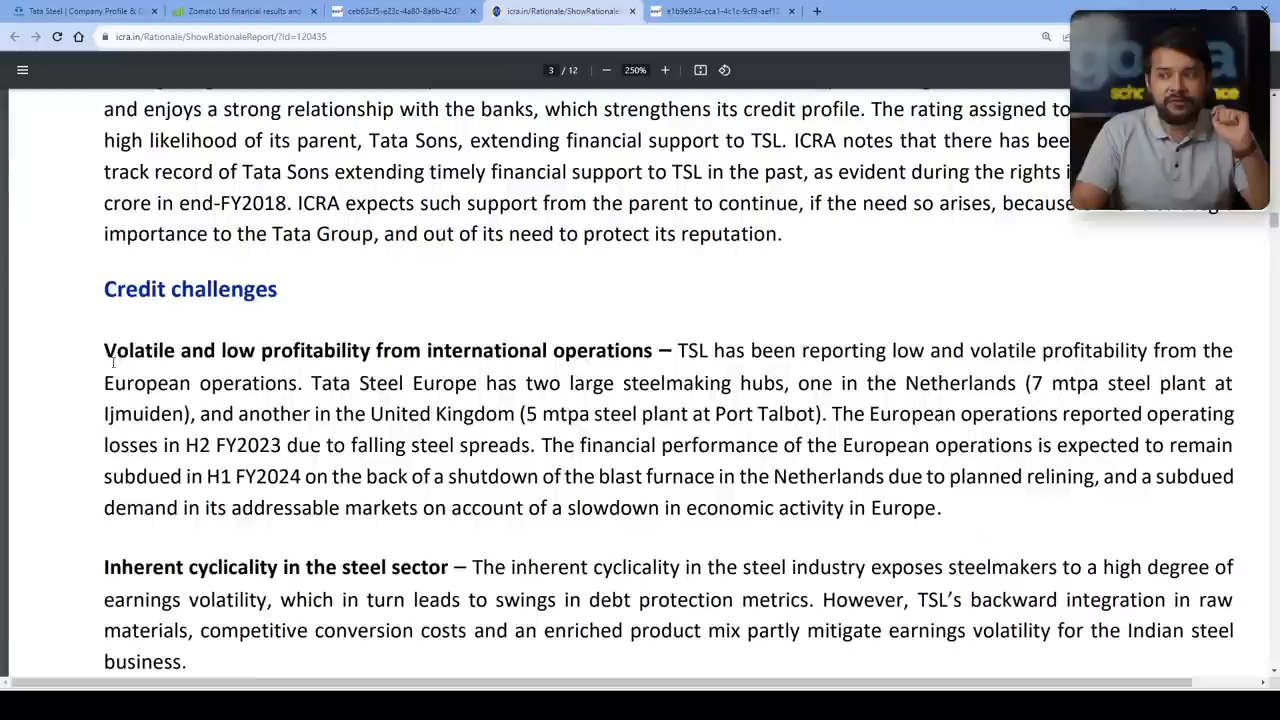 Tata Steel | Company Profile & D
Zomato Ltd financial results and
ceb63cf5-e23c-4a80-8a6b-42d7
icra.in/Rationale/ShowRationale
e1b9e934-cca1-4c1c-9cf9-aef13
icra.in/Rationale/ShowRationaleReport/?Id=120435
3 / 12
250%
and enjoys a strong relationship with the banks, which strengthens its credit profile. The rating assigned to
high likelihood of its parent, Tata Sons, extending financial support to TSL. ICRA notes that there has
track record of Tata Sons extending timely financial support to TSL in the past, as evident during the rights
crore in end-FY2018. ICRA expects such support from the parent to continue, if the need so arises,
importance to the Tata Group, and out of its need to protect its reputation.
Credit challenges
Volatile and low profitability from international operations – TSL has been reporting low and volatile profitability from the
European operations. Tata Steel Europe has two large steelmaking hubs, one in the Netherlands (7 mtpa steel plant at
Ijmuiden), and another in the United Kingdom (5 mtpa steel plant at Port Talbot). The European operations reported operating
losses in H2 FY2023 due to falling steel spreads. The financial performance of the European operations is expected to remain
subdued in H1 FY2024 on the back of a shutdown of the blast furnace in the Netherlands due to planned relining, and a subdued
demand in its addressable markets on account of a slowdown in economic activity in Europe.
Inherent cyclicality in the steel sector – The inherent cyclicality in the steel industry exposes steelmakers to a high degree of
earnings volatility, which in turn leads to swings in debt protection metrics. However, TSL’s backward integration in raw
materials, competitive conversion costs and an enriched product mix partly mitigate earnings volatility for the Indian steel
business.